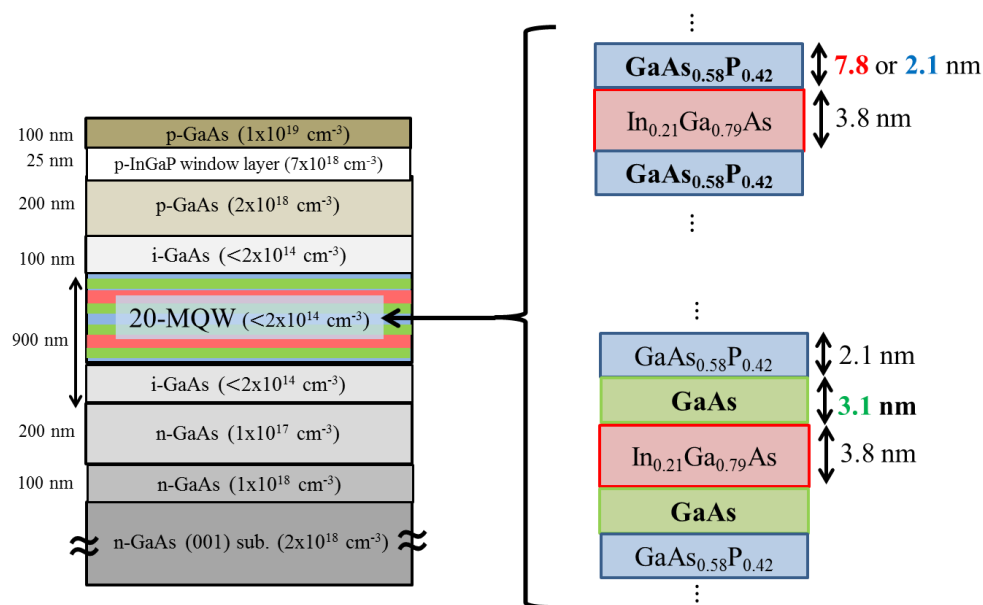 100 nm
p-GaAs (1x10¹⁹ cm⁻³)
25 nm
p-InGaP window layer (7x10¹⁸ cm⁻³)
200 nm
p-GaAs (2x10¹⁸ cm⁻³)
100 nm
i-GaAs (<2x10¹⁴ cm⁻³)
900 nm
20-MQW (<2x10¹⁴ cm⁻³)
i-GaAs (<2x10¹⁴ cm⁻³)
200 nm
n-GaAs (1x10¹⁷ cm⁻³)
100 nm
n-GaAs (1x10¹⁸ cm⁻³)
n-GaAs (001) sub. (2x10¹⁸ cm⁻³)
⋮
GaAs₀.₅₈P₀.₄₂
7.8 or 2.1 nm
In₀.₂₁Ga₀.₇₉As
3.8 nm
GaAs₀.₅₈P₀.₄₂
⋮
⋮
GaAs₀.₅₈P₀.₄₂
2.1 nm
GaAs
3.1 nm
In₀.₂₁Ga₀.₇₉As
3.8 nm
GaAs
GaAs₀.₅₈P₀.₄₂
⋮